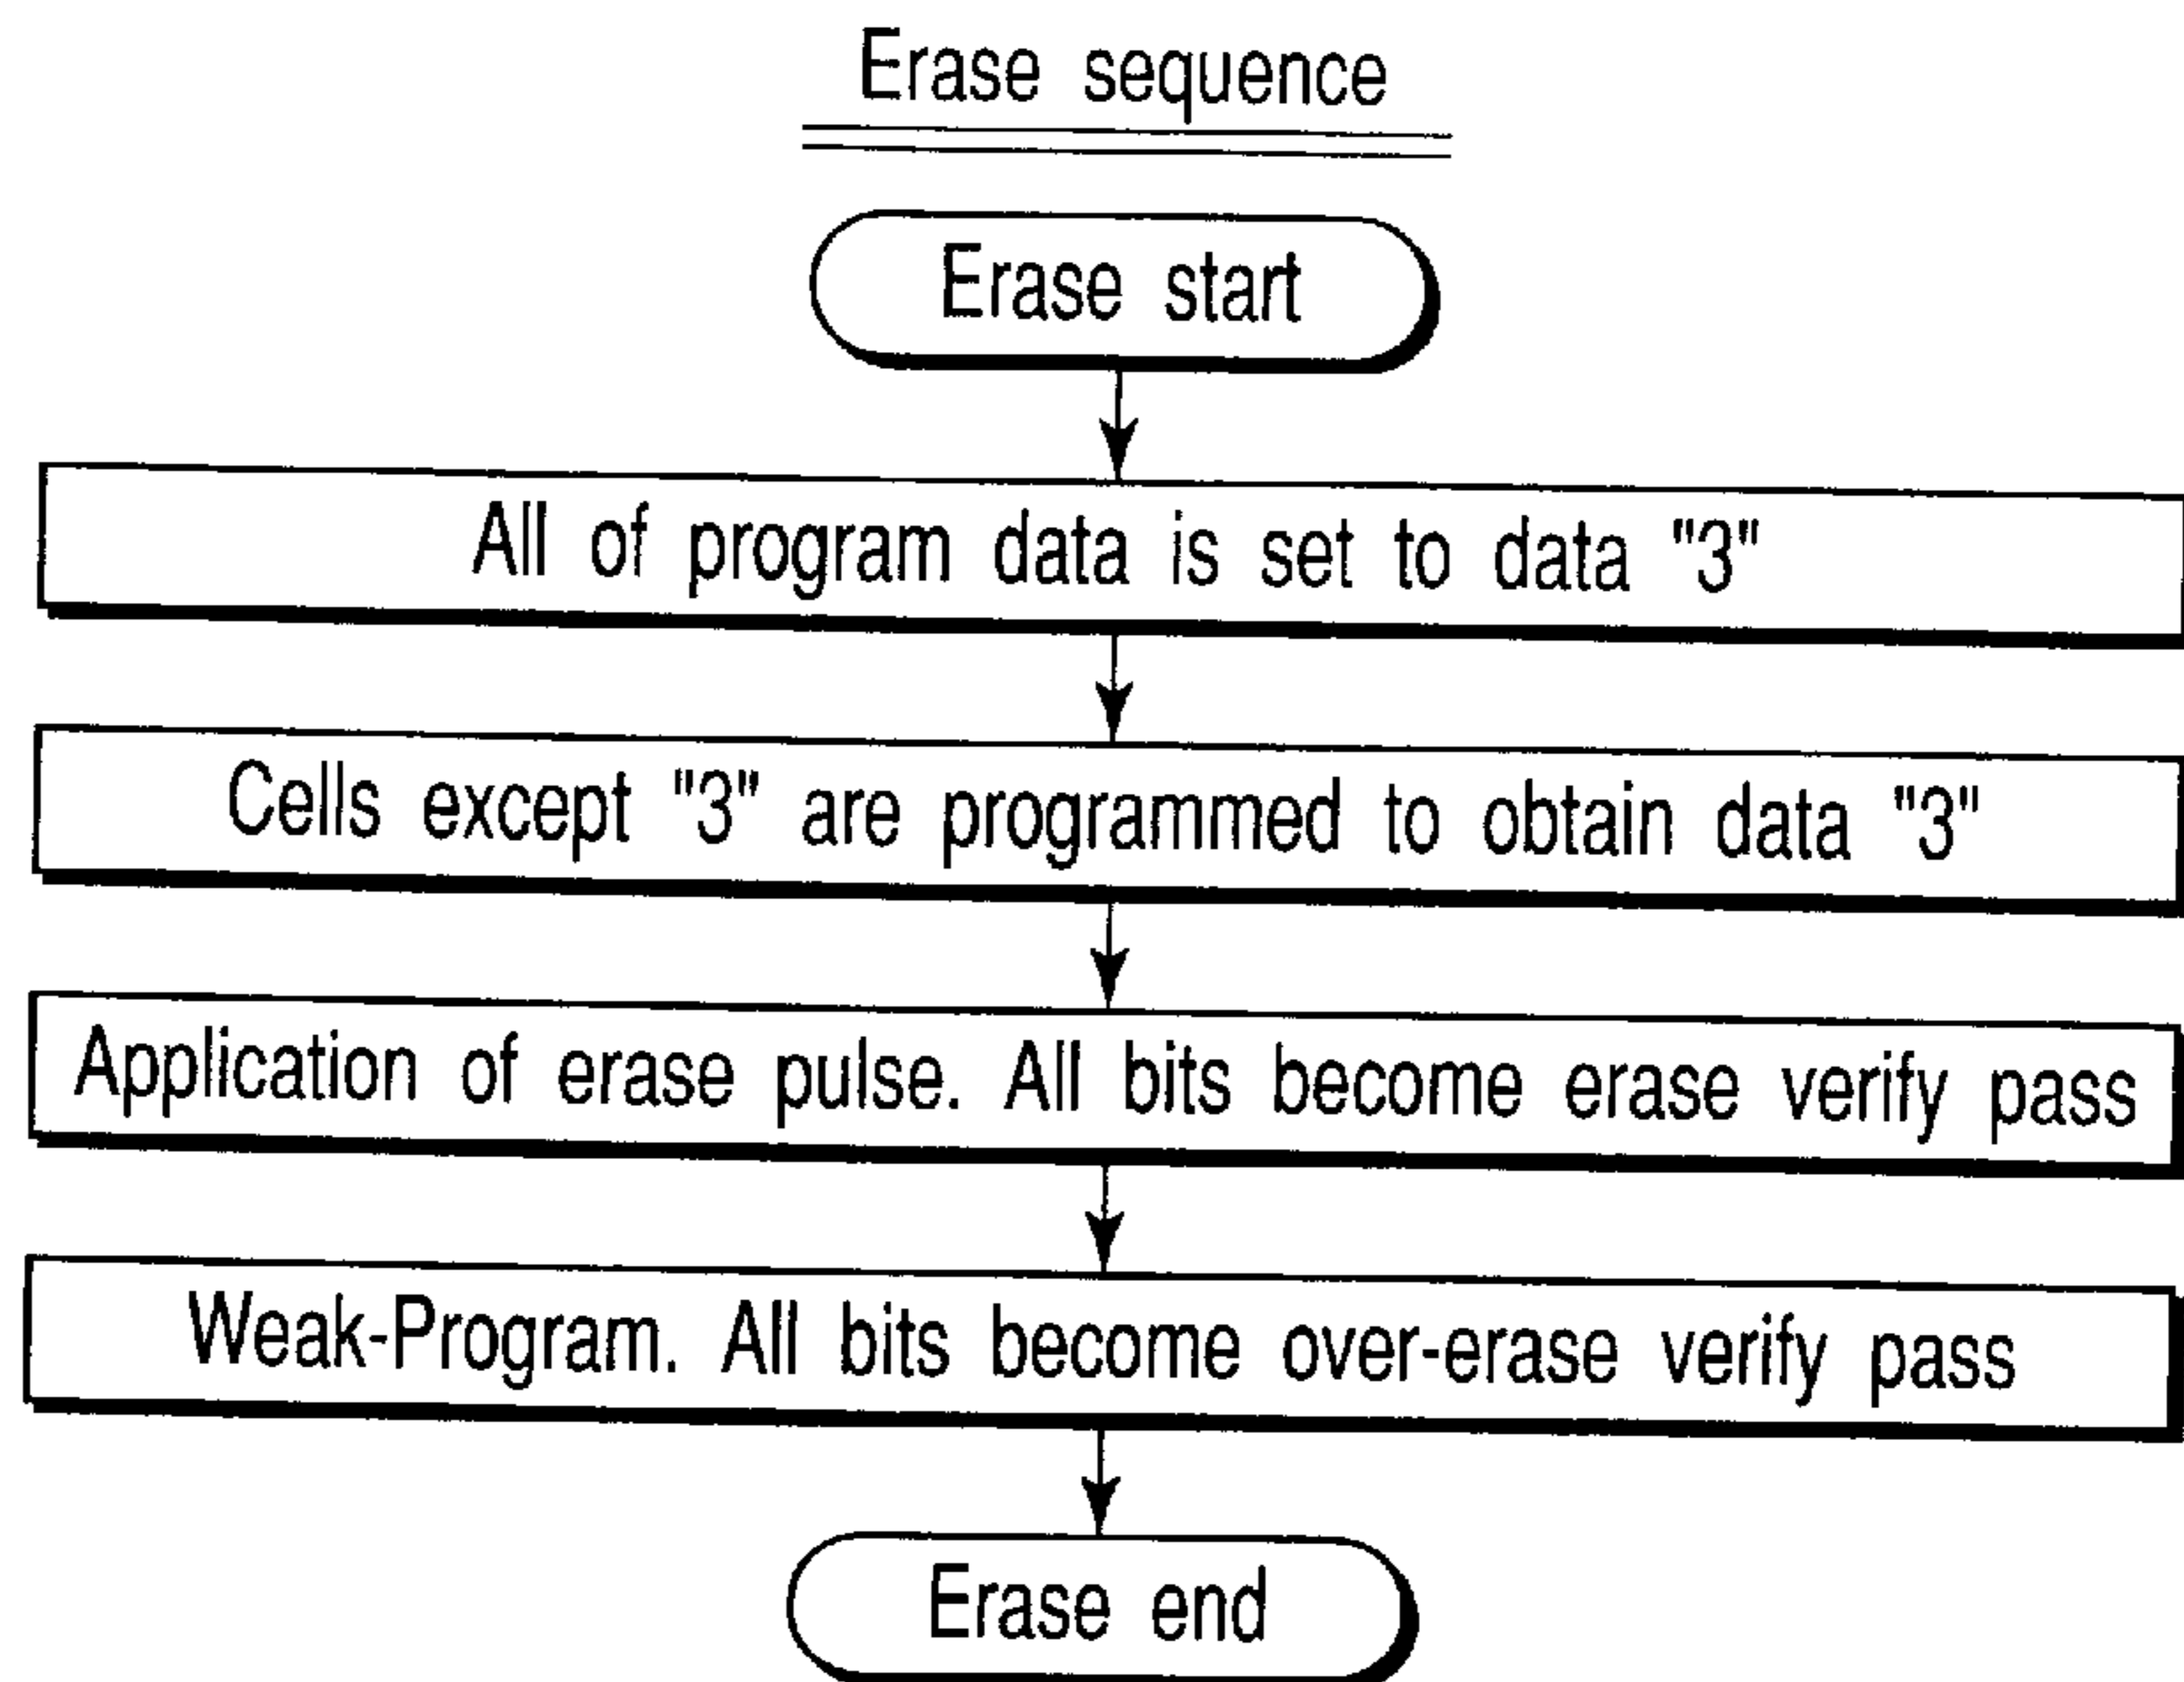 Erase sequence
Erase start
All of program data is set to data "3"
Cells except "3" are programmed to obtain data "3"
Application of erase pulse. All bits become erase verify pass
Weak-Program. All bits become over-erase verify pass
Erase end